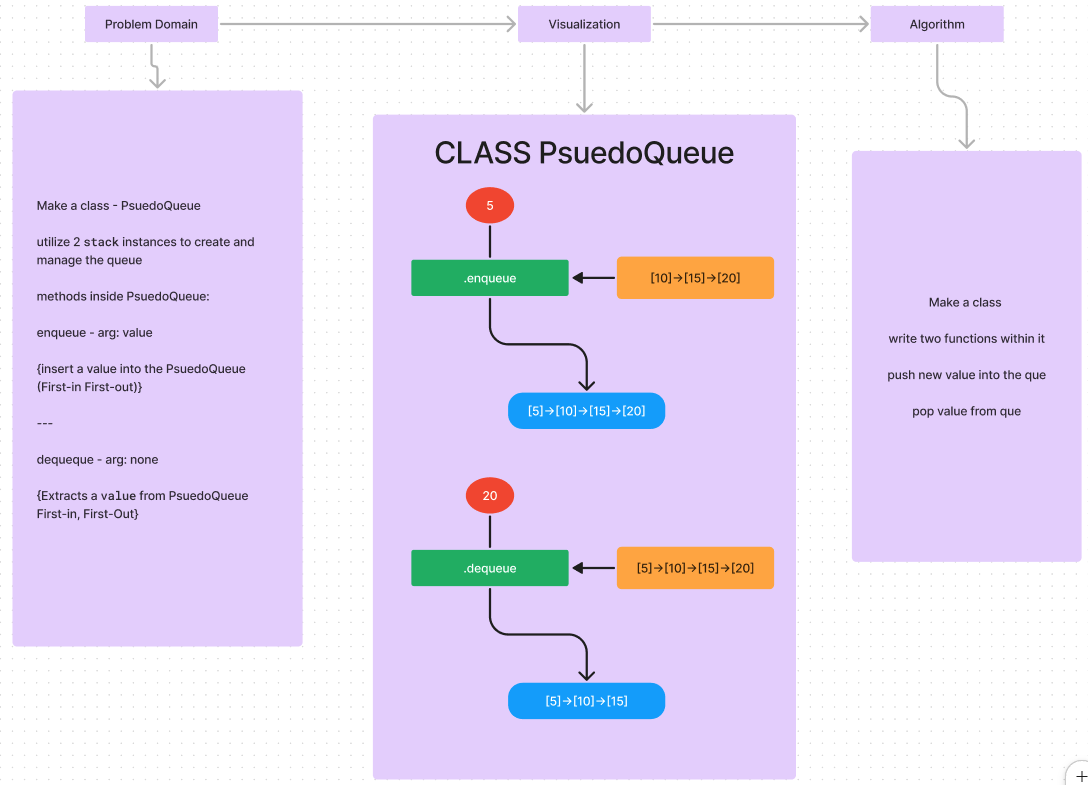 Problem Domain
Visualization
Algorithm
Make a class - PsuedoQueue
utilize 2 stack instances to create and
manage the queue
methods inside PsuedoQueue:
enqueue - arg: value
{insert a value into the PsuedoQueue
(First-in First-out)}
---
dequeque - arg: none
{Extracts a value from PsuedoQueue
First-in, First-Out}
CLASS PsuedoQueue
5
.enqueue
[10]→[15]→[20]
[5]→[10]→[15]→[20]
20
.dequeue
[5]→[10]→[15]→[20]
[5]→[10]→[15]
Make a class
write two functions within it
push new value into the que
pop value from que
+